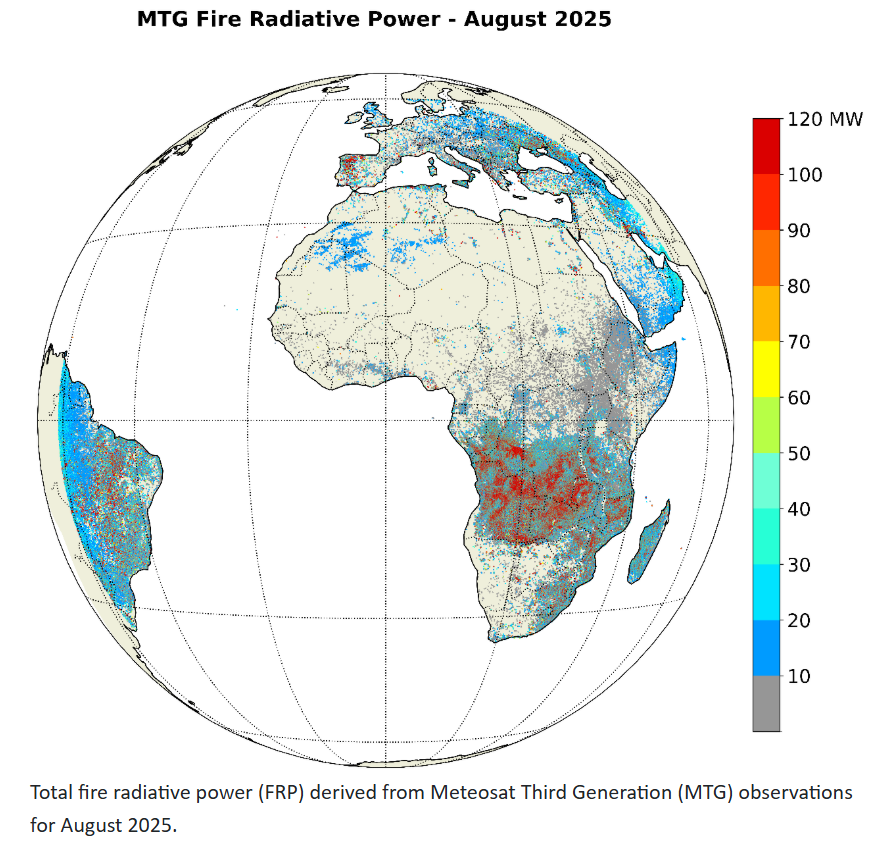 MTG Fire Radiative Power - August 2025
120 MW
100
90
80
70
60
50
40
30
20
10
Total fire radiative power (FRP) derived from Meteosat Third Generation (MTG) observations
for August 2025.